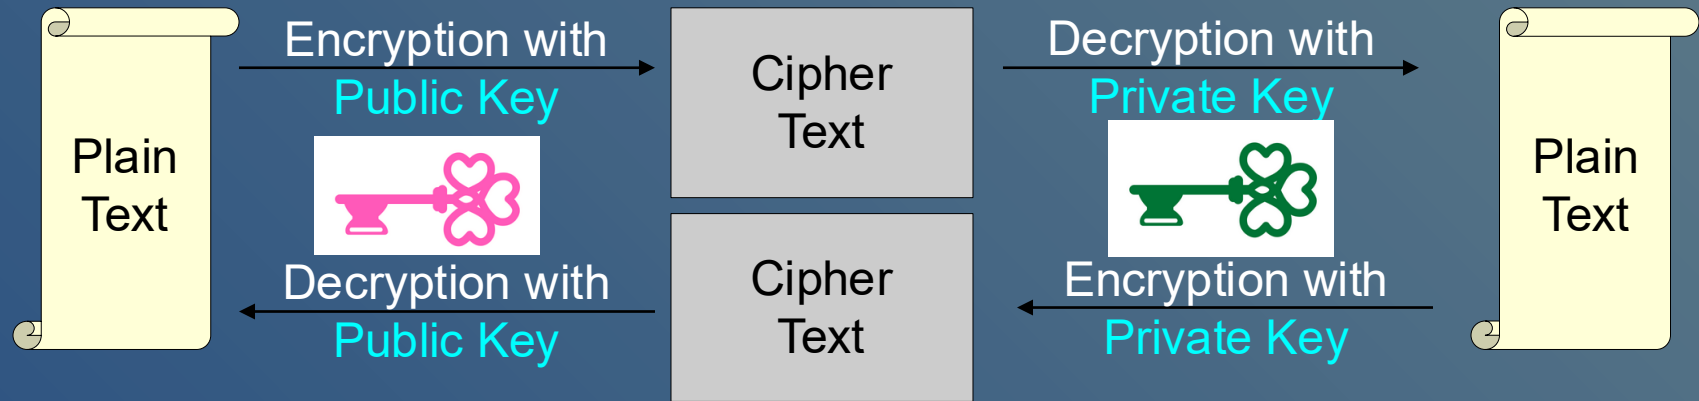 Plain
Text
Encryption with
Public Key
Cipher
Text
Decryption with
Private Key
Plain
Text
Decryption with
Public Key
Cipher
Text
Encryption with
Private Key